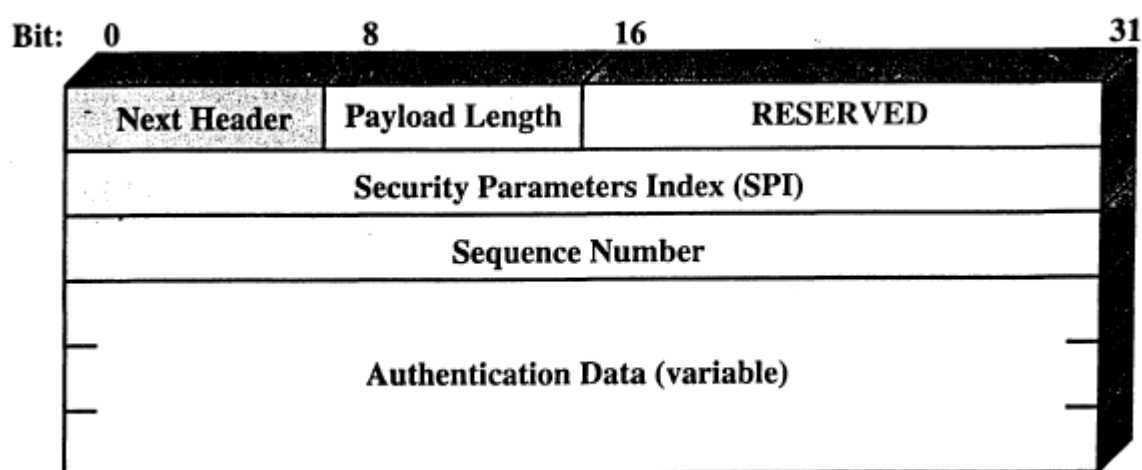 Bit: 0 8 16 31
Next Header Payload Length RESERVED
Security Parameters Index (SPI)
Sequence Number
Authentication Data (variable)